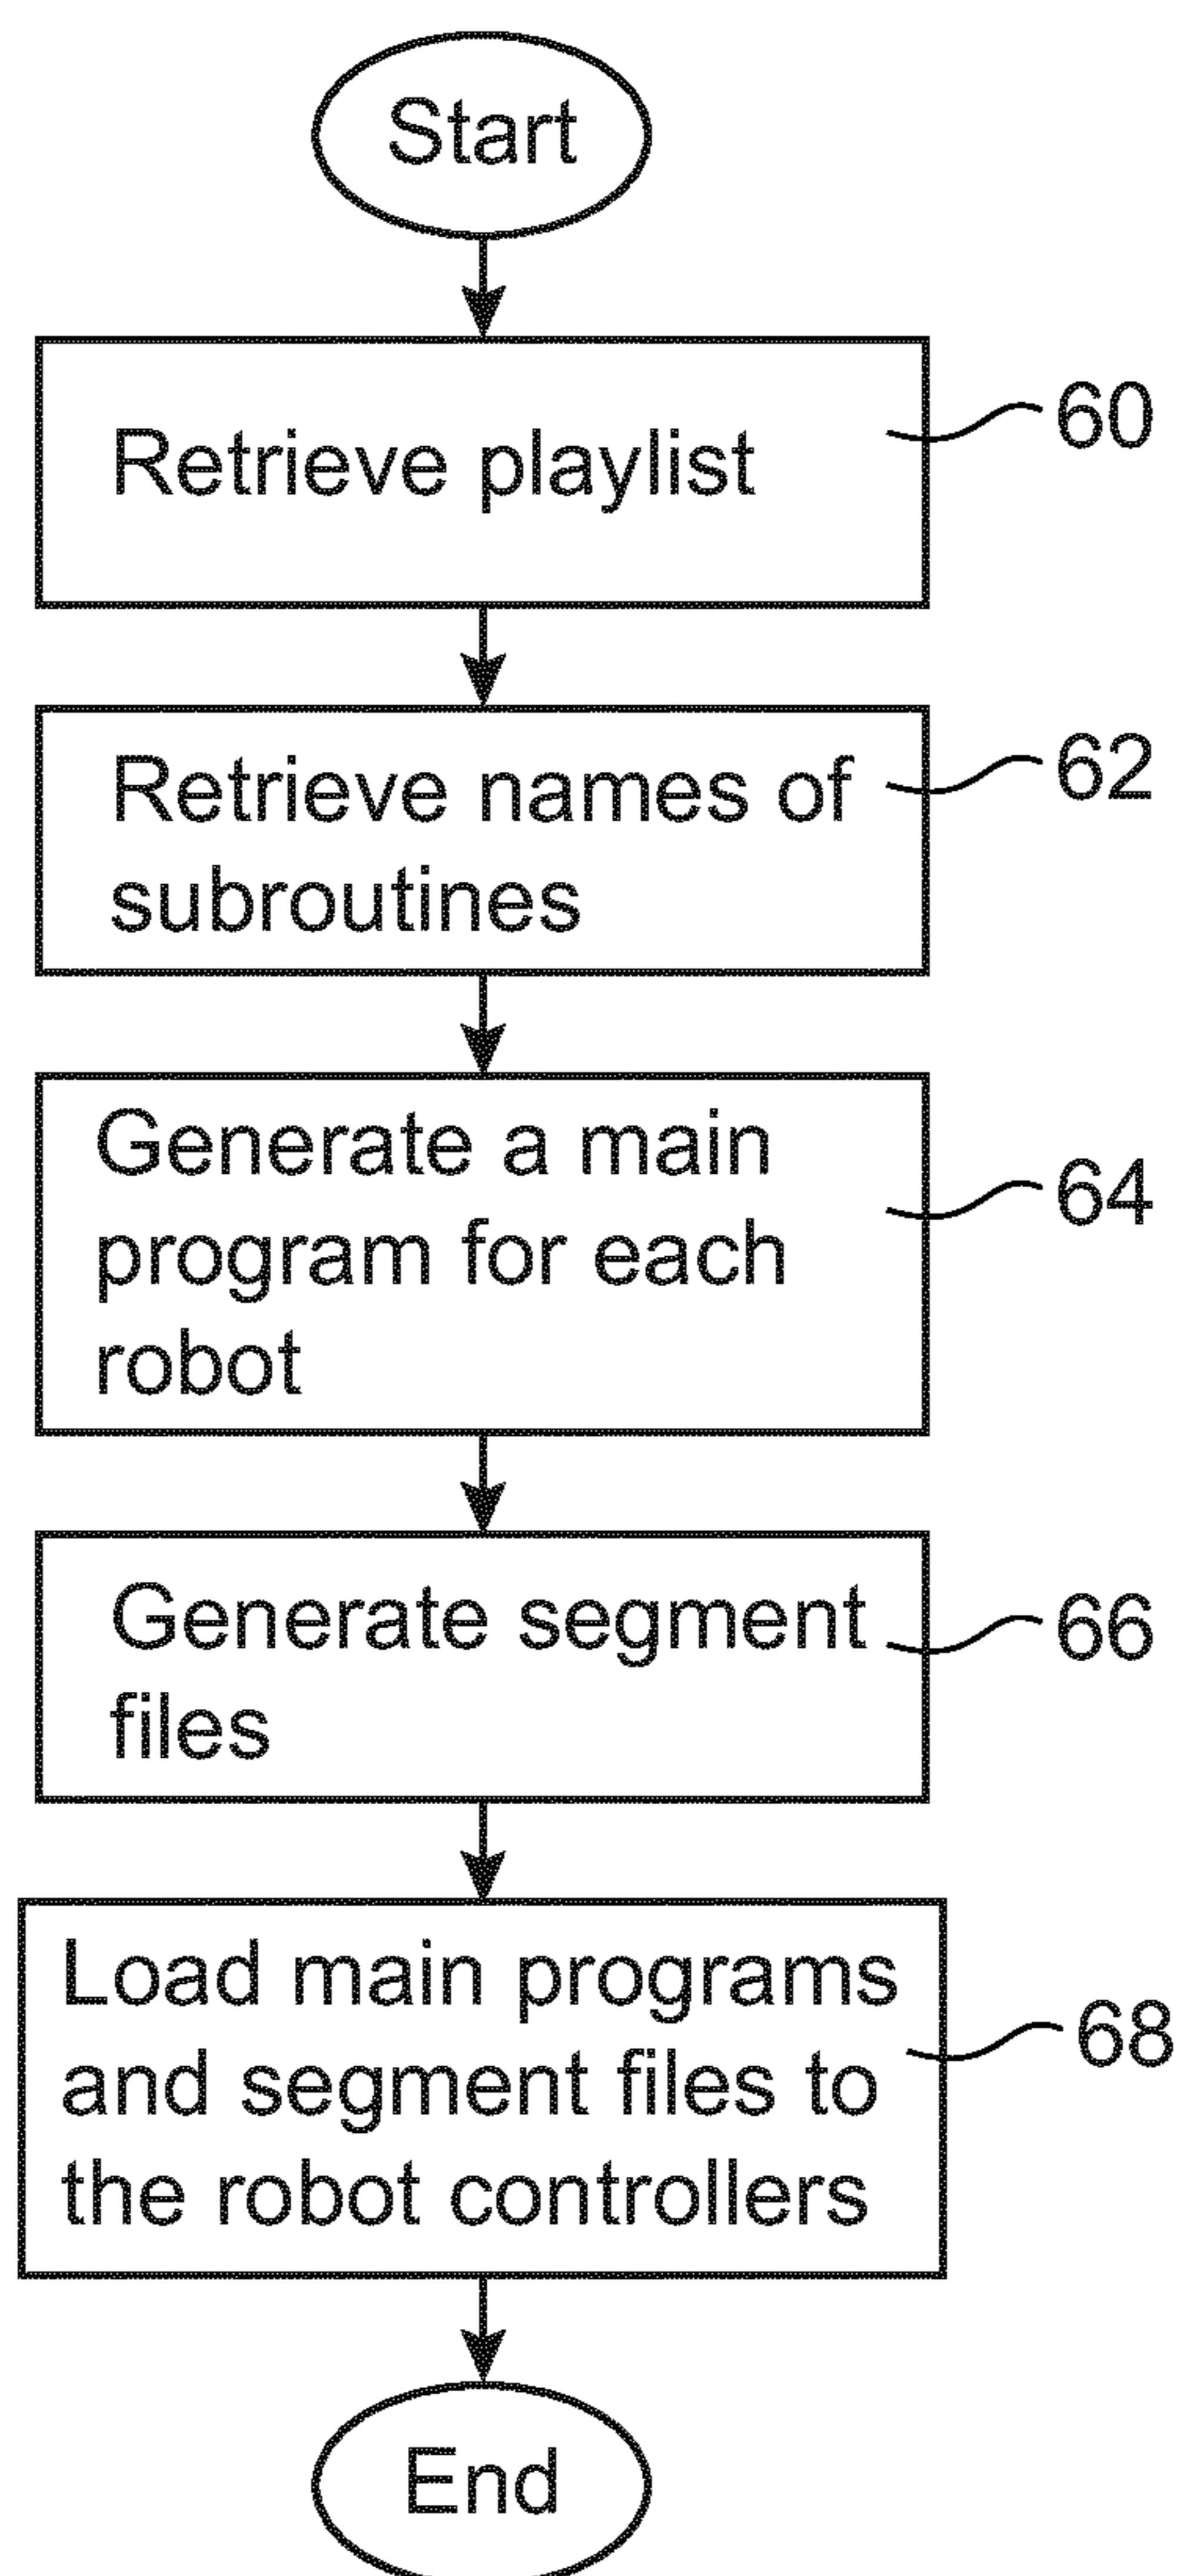 Start
Retrieve playlist
60
Retrieve names of
subroutines
62
Generate a main
program for each
robot
64
Generate segment
files
66
Load main programs
and segment files to
the robot controllers
68
End